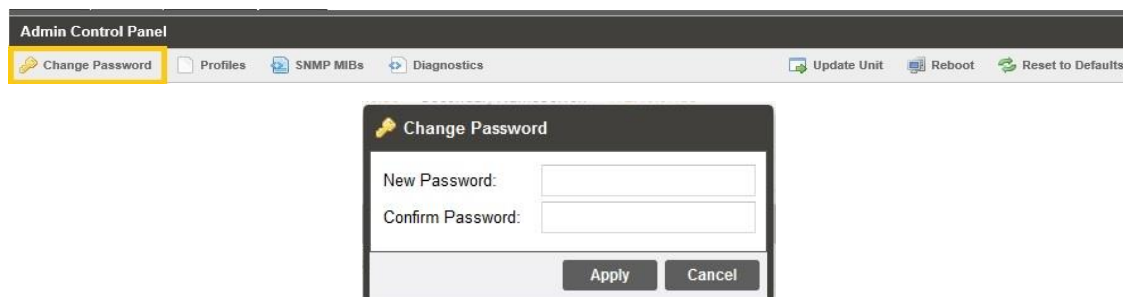 Admin Control Panel
Change Password Profiles SNMP MIBs Diagnostics Update Unit Reboot Reset to Defaults
Change Password
New Password:
Confirm Password:
Apply Cancel